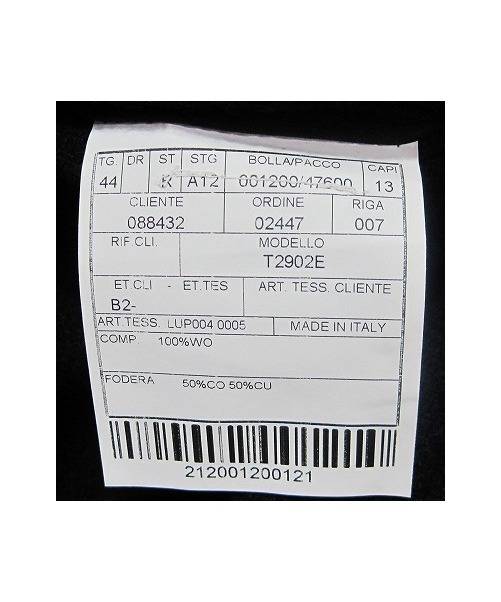 TG. DR ST STG BOLLA/PACCO CAPI
44 R A12 001200/47600 13
CLIENTE ORDINE RIGA
088432 02447 007
RIF CLI. MODELLO
T2902E
ET.CLI - ET.TES ART. TESS. CLIENTE
B2-
ART.TESS. LUP004 0005 MADE IN ITALY
COMP. 100%WO
FODERA 50%CO 50%CU
212001200121